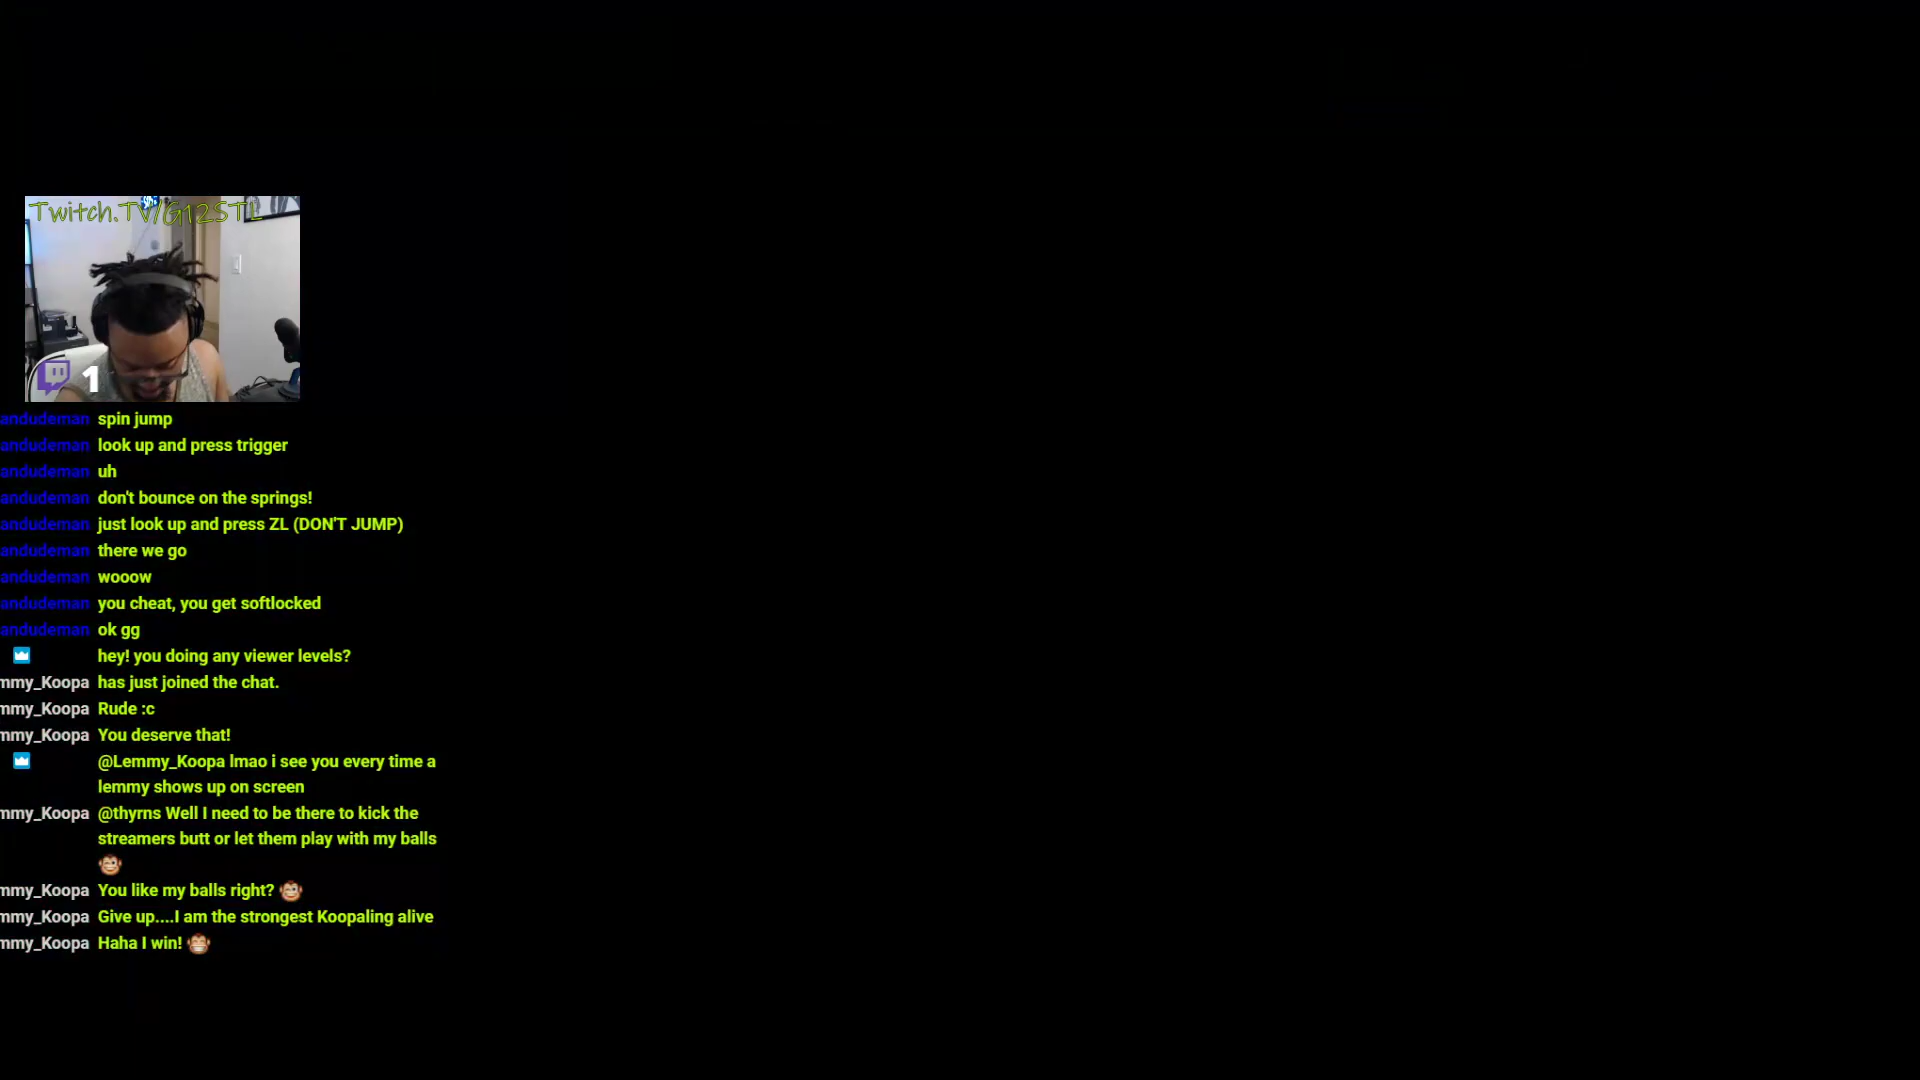 Twitch.TV/G12STL
1
andudeman spin jump
andudeman look up and press trigger
andudeman uh
andudeman don't bounce on the springs!
andudeman just look up and press ZL (DON'T JUMP)
andudeman there we go
andudeman wooow
andudeman you cheat, you get softlocked
andudeman ok gg
hey! you doing any viewer levels?
mmy_Koopa has just joined the chat.
mmy_Koopa Rude :c
mmy_Koopa You deserve that!
@Lemmy_Koopa lmao i see you every time a
lemmy shows up on screen
mmy_Koopa @thyrns Well I need to be there to kick the
streamers butt or let them play with my balls
mmy_Koopa You like my balls right?
mmy_Koopa Give up....I am the strongest Koopaling alive
mmy_Koopa Haha I win!